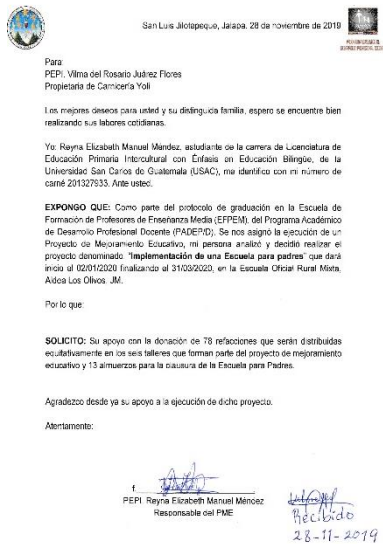 San Luis Jilotepeque, Jalapa, 28 de noviembre de 2019
Para:
PEPI. Vilma del Rosario Juárez Flores
Propietaria de Carnicería Yoli
Los mejores deseos para usted y su distinguida familia, espero se encuentre bien
realizando sus labores cotidianas.
Yo: Reyna Elizabeth Manuel Méndez, estudiante de la carrera de Licenciatura de
Educación Primaria Intercultural con Énfasis en Educación Bilingüe, de la
Universidad San Carlos de Guatemala (USAC), me identifico con mi número de
carné 201327933. Ante usted.
EXPONGO QUE: Como parte del protocolo de graduación en la Escuela de
Formación de Profesores de Enseñanza Media (EFPEM), del Programa Académico
de Desarrollo Profesional Docente (PADEP/D). Se nos asignó la ejecución de un
Proyecto de Mejoramiento Educativo, mi persona analizó y decidió realizar el
proyecto denominado "Implementación de una Escuela para padres" que dará
inicio el 02/01/2020 finalizando el 31/03/2020, en la Escuela Oficial Rural Mixta,
Aldea Los Olivos, JM.
Por lo que:
SOLICITO: Su apoyo con la donación de 78 refacciones que serán distribuidas
equitativamente en los seis talleres que forman parte del proyecto de mejoramiento
educativo y 13 almuerzos para la clausura de la Escuela para Padres.
Agradezco desde ya su apoyo a la ejecución de dicho proyecto.
Atentamente:
f.
PEPI. Reyna Elizabeth Manuel Méndez
Responsable del PME
Recibido
28-11-2019